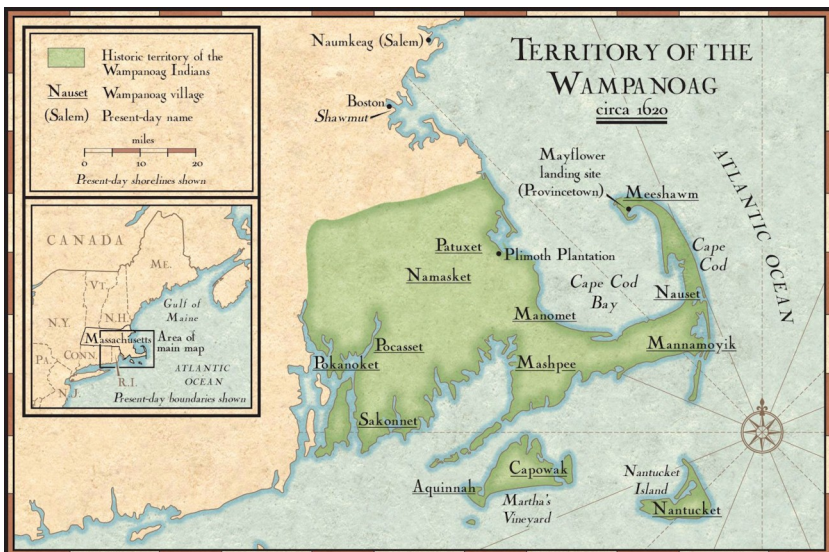 TERRITORY OF THE
WAMPANOAG
circa 1620
Historic territory of the
Wampanoag Indians
Nauset Wampanoag village
(Salem) Present-day name
miles
0 10 20
Present-day shorelines shown
CANADA
ME.
VT.
N.H.
N.Y.
Gulf of
Maine
Massachusetts
Area of
main map
PA.
CONN.
R.I.
N.J.
ATLANTIC
OCEAN
Present-day boundaries shown
Naumkeag (Salem)
Boston
Shawmut
Mayflower
landing site
(Provincetown)
Meeshawm
ATLANTIC OCEAN
Cape
Cod
Patuxet
Plimoth Plantation
Namasket
Cape Cod
Bay
Nauset
Manomet
Mannamoyik
Pocasset
Pokanoket
Mashpee
Sakonnet
Capowak
Aquinnah
Martha's
Vineyard
Nantucket
Island
Nantucket